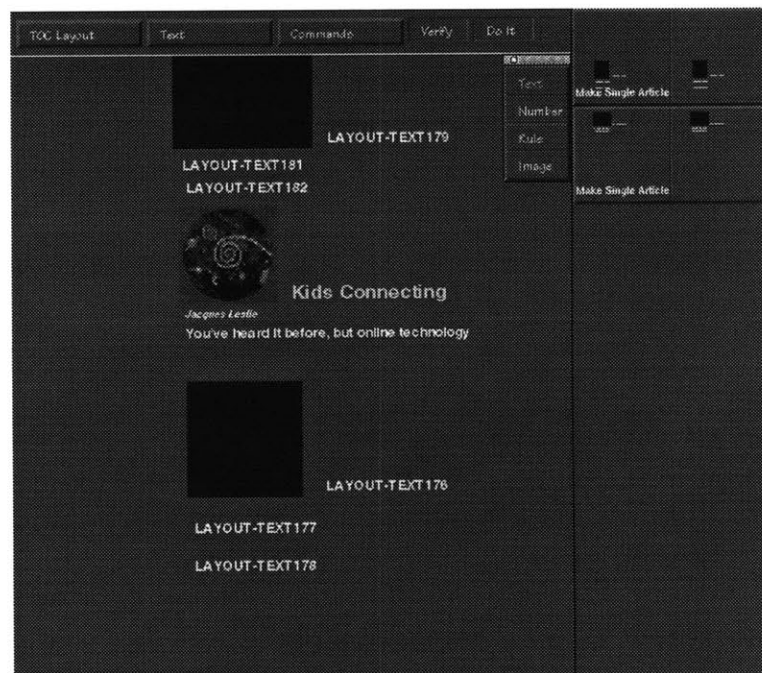 TOC Layout
Text
Commands
Verify
Do It
LAYOUT-TEXT179
LAYOUT-TEXT181
LAYOUT-TEXT182
Kids Connecting
Jacques Leslie
You've heard it before, but online technology
LAYOUT-TEXT176
LAYOUT-TEXT177
LAYOUT-TEXT178
Text
Number
Rule
Image
Make Single Article
Make Single Article